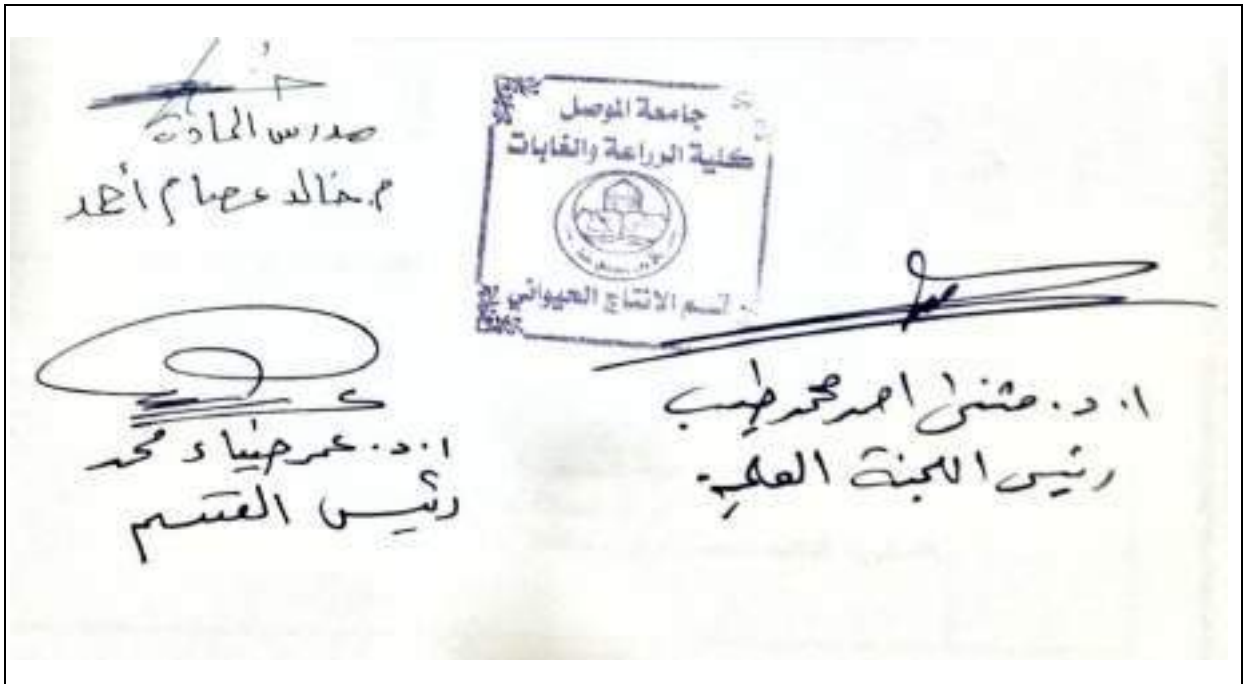 مدرس المادة
م. خالد عصام أحمد
جامعة الموصل
كلية الزراعة والغابات
قسم الانتاج الحيواني
ا. د. مثنى احمد محمد طيب
رئيس اللجنة العلمية
ا. د. عمر ضياء محمد
رئيس القسم